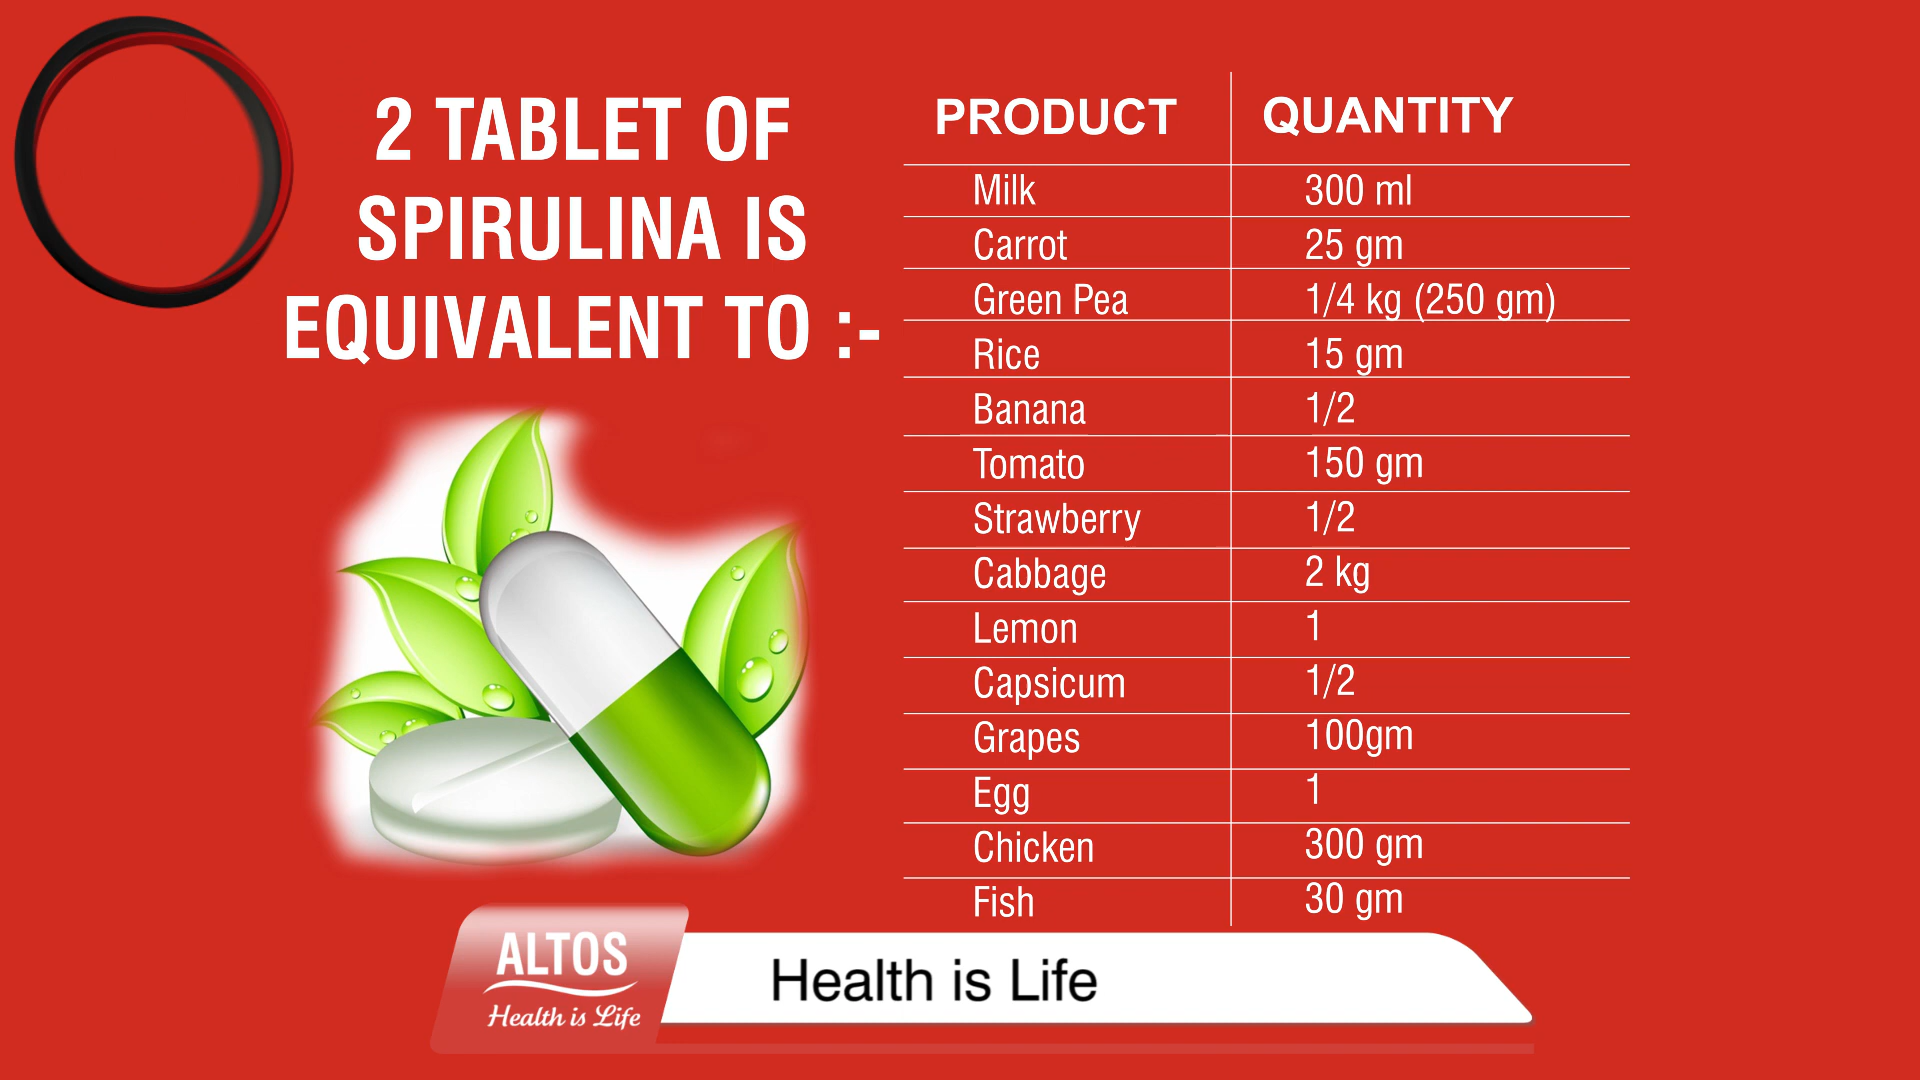 2 TABLET OF
SPIRULINA IS
EQUIVALENT TO :-
PRODUCT QUANTITY
Milk 300 ml
Carrot 25 gm
Green Pea 1/4 kg (250 gm)
Rice 15 gm
Banana 1/2
Tomato 150 gm
Strawberry 1/2
Cabbage 2 kg
Lemon 1
Capsicum 1/2
Grapes 100gm
Egg 1
Chicken 300 gm
Fish 30 gm
ALTOS
Health is Life
Health is Life